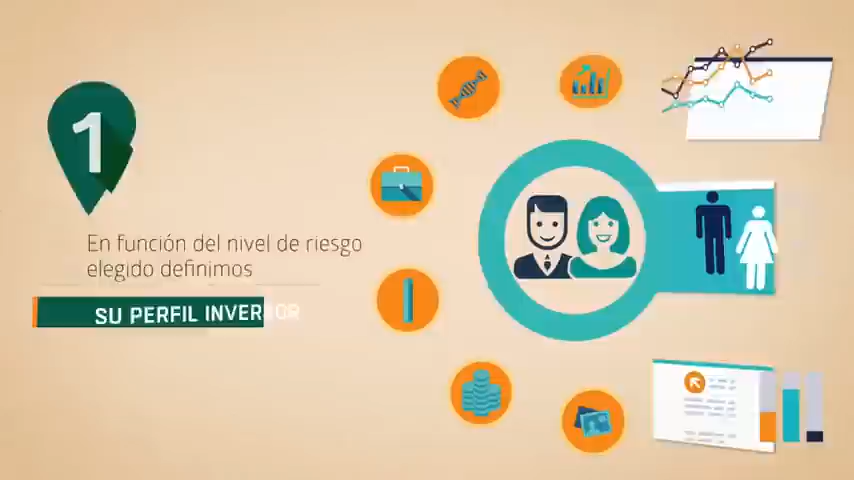 1
En función del nivel de riesgo
elegido definimos
SU PERFIL INVERSOR